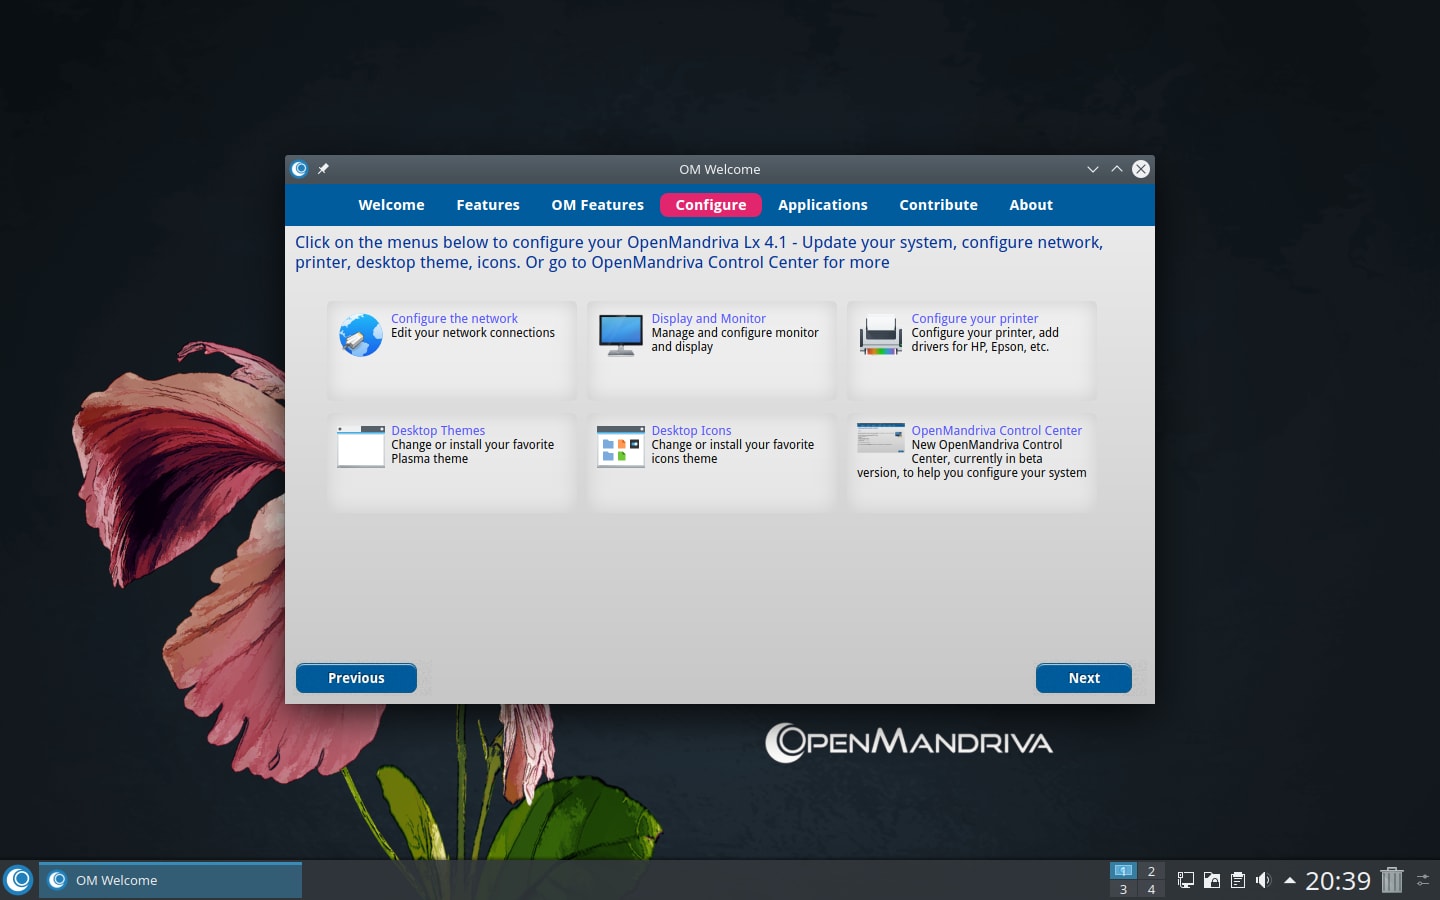 OM Welcome
Welcome Features OM Features Configure Applications Contribute About
Click on the menus below to configure your OpenMandriva Lx 4.1 - Update your system, configure network,
printer, desktop theme, icons. Or go to OpenMandriva Control Center for more
Configure the network
Edit your network connections
Display and Monitor
Manage and configure monitor
and display
Configure your printer
Configure your printer, add
drivers for HP, Epson, etc.
Desktop Themes
Change or install your favorite
Plasma theme
Desktop Icons
Change or install your favorite
icons theme
OpenMandriva Control Center
New OpenMandriva Control
Center, currently in beta
version, to help you configure your system
Previous
Next
OPENMANDRIVA
OM Welcome
1 2
3 4
20:39